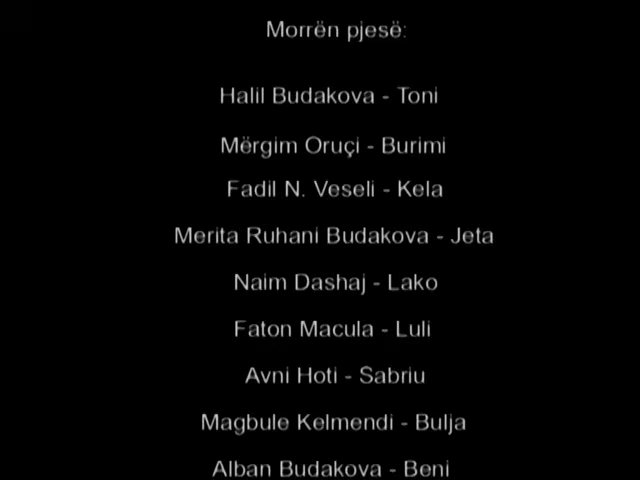 Morrën pjesë:
Halil Budakova - Toni
Mërgim Oruçi - Burimi
Fadil N. Veseli - Kela
Merita Ruhani Budakova - Jeta
Naim Dashaj - Lako
Faton Macula - Luli
Avni Hoti - Sabriu
Magbule Kelmendi - Bulja
Alban Budakova - Beni